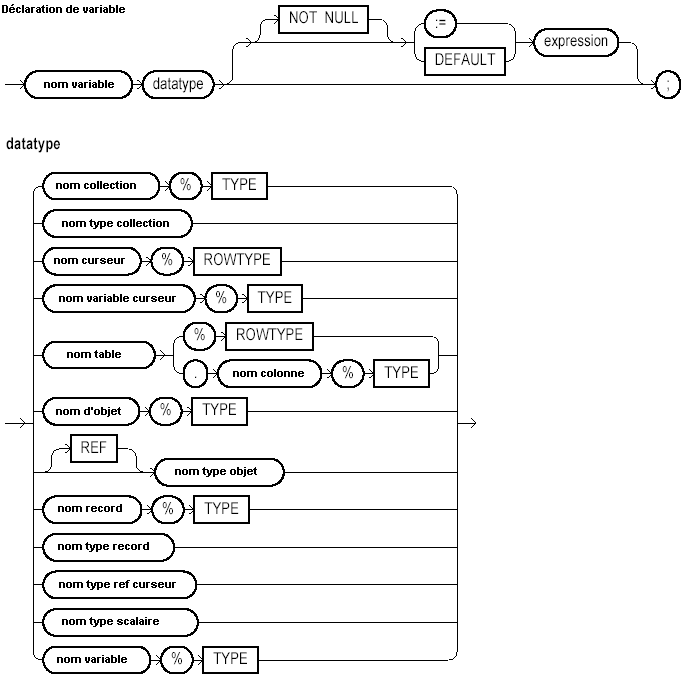 Déclaration de variable
NOT NULL
:=
DEFAULT
expression
nom variable datatype ;
datatype
nom collection % TYPE
nom type collection
nom curseur % ROWTYPE
nom variable curseur % TYPE
% ROWTYPE
nom table
. nom colonne % TYPE
nom d'objet % TYPE
REF
nom type objet
nom record % TYPE
nom type record
nom type ref curseur
nom type scalaire
nom variable % TYPE